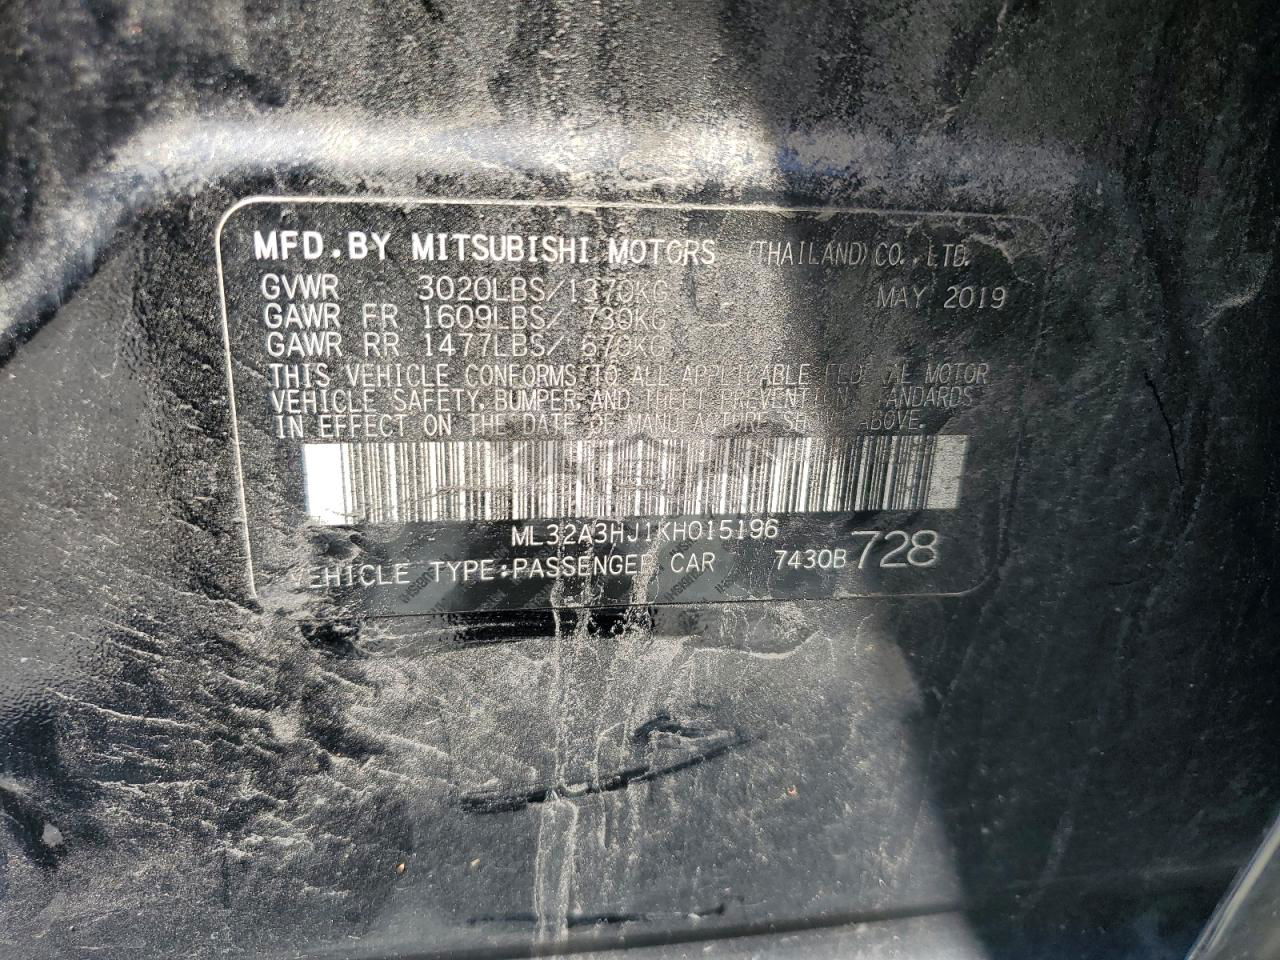 MFD.BY MITSUBISHI MOTORS (THAILAND) CO., LTD.
GVWR 3020LBS/1370KG MAY 2019
GAWR FR 1609LBS/ 730KG
GAWR RR 1477LBS/ 670KG
THIS VEHICLE CONFORMS TO ALL APPLICABLE FEDERAL MOTOR
VEHICLE SAFETY, BUMPER, AND THEFT PREVENTION STANDARDS
IN EFFECT ON THE DATE OF MANUFACTURE SHOWN ABOVE.
ML32A3HJ1KH015196
VEHICLE TYPE:PASSENGER CAR 7430B 728